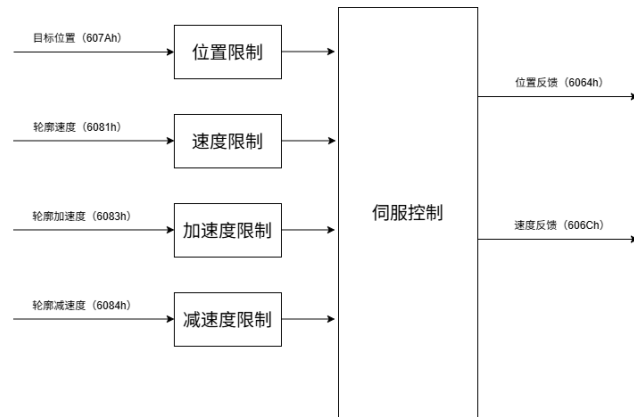 目标位置（607Ah）
位置限制
轮廓速度（6081h）
速度限制
轮廓加速度（6083h）
加速度限制
轮廓减速度（6084h）
减速度限制
伺服控制
位置反馈（6064h）
速度反馈（606Ch）